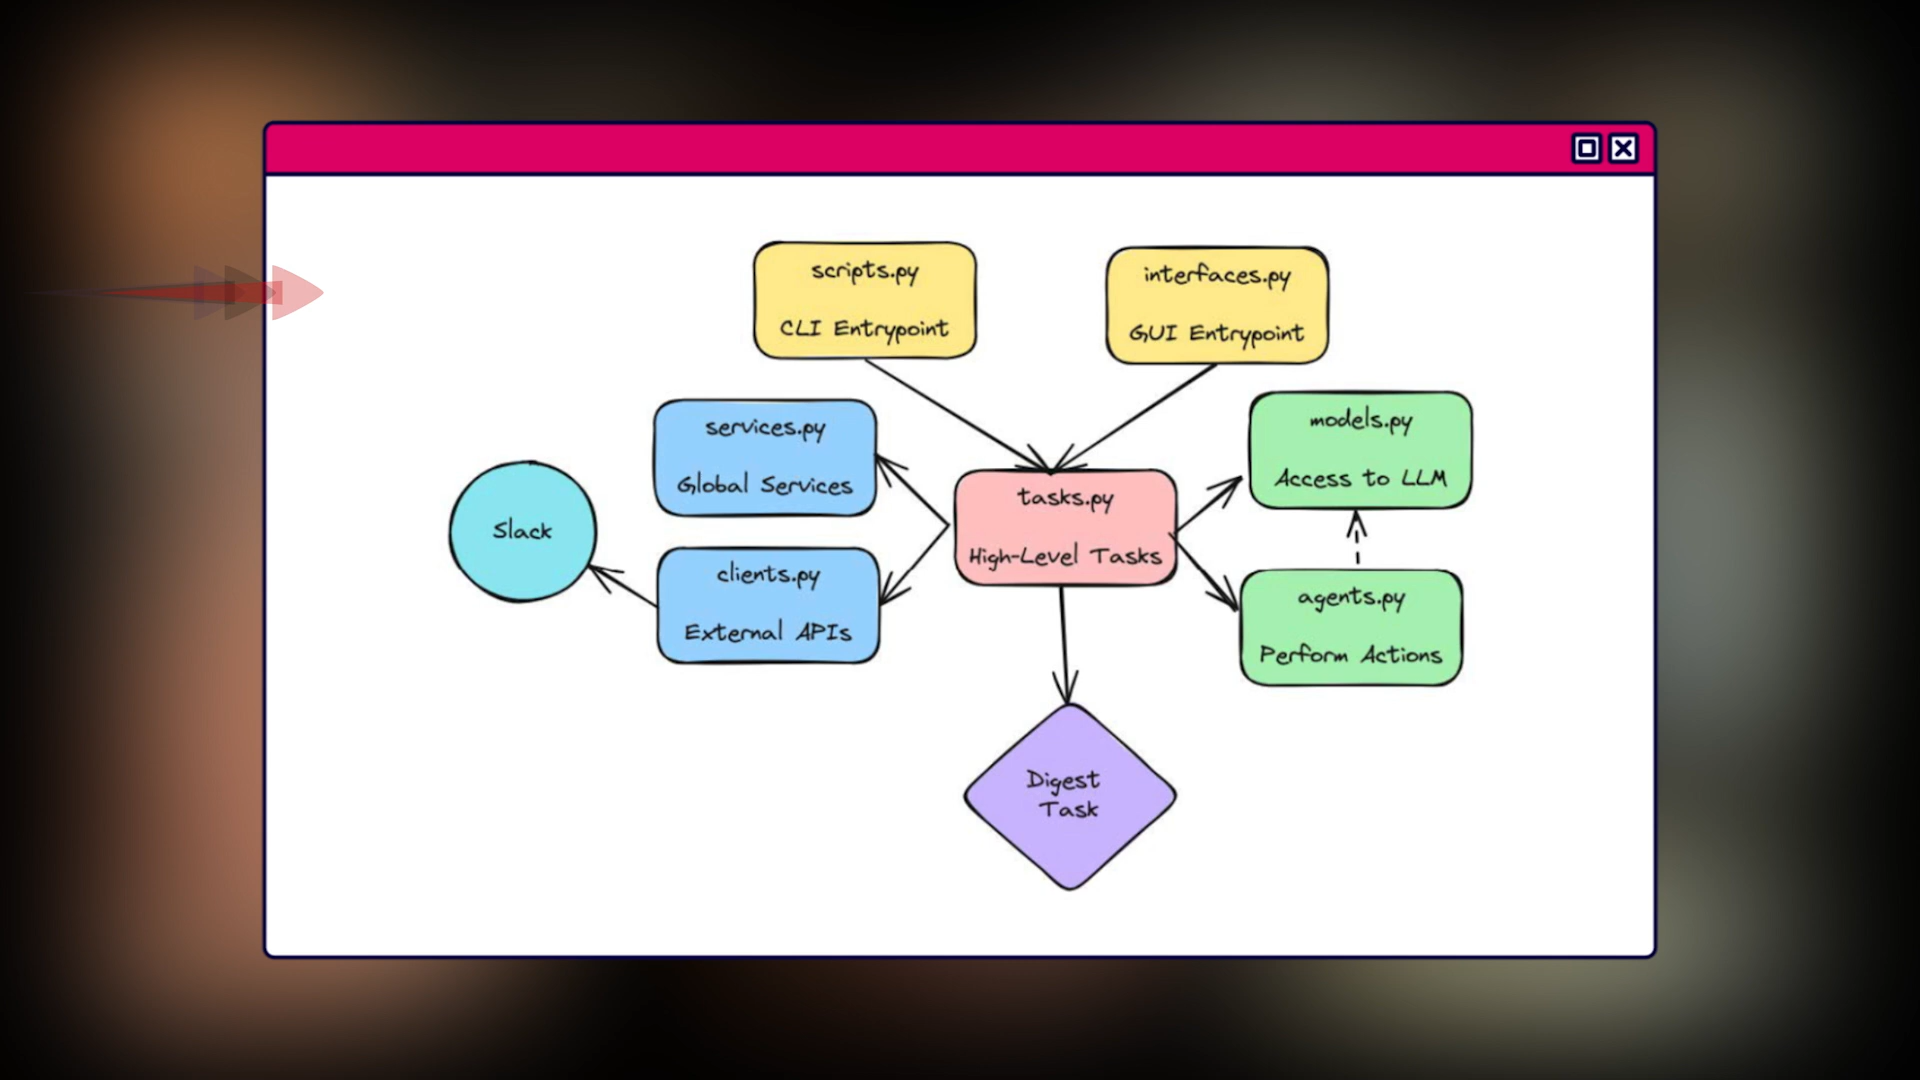 scripts.py
CLI Entrypoint
interfaces.py
GUI Entrypoint
services.py
Global Services
models.py
Access to LLM
Slack
tasks.py
High-Level Tasks
clients.py
External APIs
agents.py
Perform Actions
Digest
Task